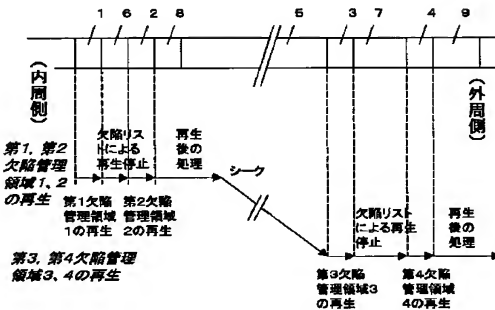 1 6 2 8 5 3 7 4 9
(内周側)
(外周側)
第1, 第2
欠陥管理
領域1、2
の再生
欠陥リス
トによる
再生停止
再生
後の
処理
シーク
第1欠陥
管理領域
1の再生
第2欠陥
管理領域
2の再生
第3, 第4欠陥管理
領域3、4の再生
欠陥リスト
による再生
停止
再生
後の
処理
第3欠陥
管理領域3
の再生
第4欠陥
管理領域
4の再生